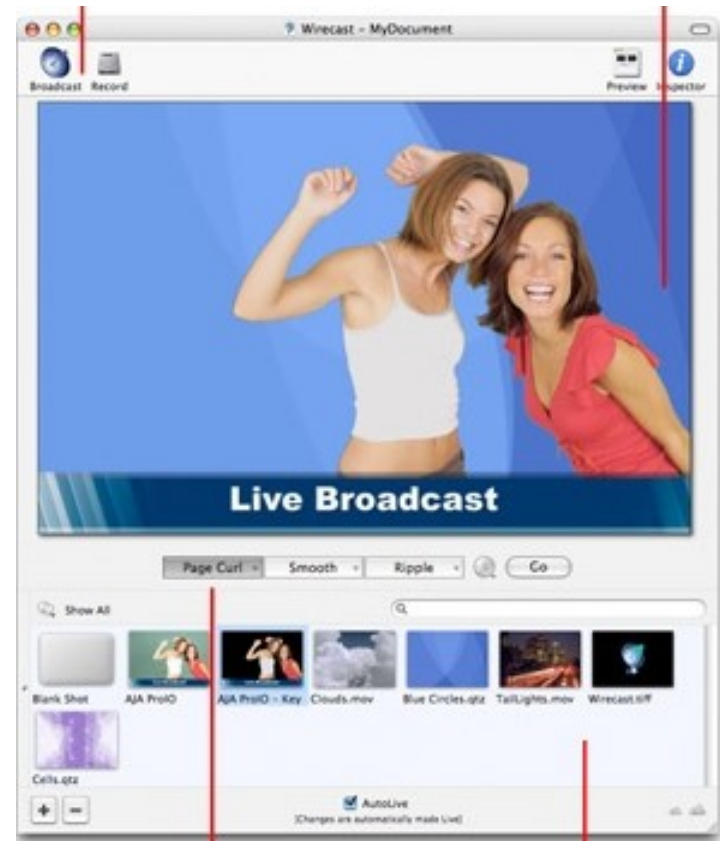 Wirecast - MyDocument
Broadcast Record Preview Inspector
Live Broadcast
Page Curl Smooth Ripple Go
Show All
Blank Shot AJA ProIO AJA ProIO - Key Clouds.mov Blue Circles.qtz TailLights.mov Wirecast.tiff
Cells.qtz
AutoLive
(Changes are automatically made Live)